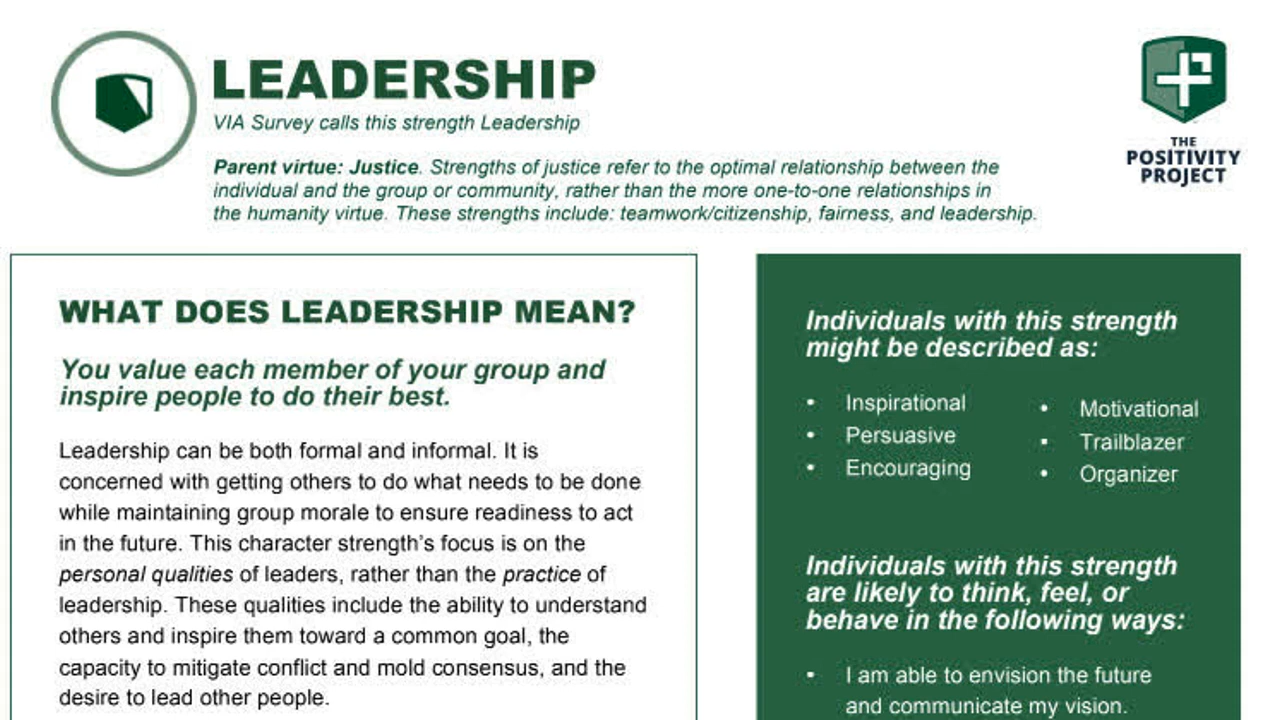 LEADERSHIP
VIA Survey calls this strength Leadership
Parent virtue: Justice. Strengths of justice refer to the optimal relationship between the
individual and the group or community, rather than the more one-to-one relationships in
the humanity virtue. These strengths include: teamwork/citizenship, fairness, and leadership.
THE
POSITIVITY
PROJECT
WHAT DOES LEADERSHIP MEAN?
You value each member of your group and
inspire people to do their best.
Leadership can be both formal and informal. It is
concerned with getting others to do what needs to be done
while maintaining group morale to ensure readiness to act
in the future. This character strength’s focus is on the
personal qualities of leaders, rather than the practice of
leadership. These qualities include the ability to understand
others and inspire them toward a common goal, the
capacity to mitigate conflict and mold consensus, and the
desire to lead other people.
Individuals with this strength
might be described as:
• Inspirational
• Persuasive
• Encouraging
• Motivational
• Trailblazer
• Organizer
Individuals with this strength
are likely to think, feel, or
behave in the following ways:
• I am able to envision the future
and communicate my vision.